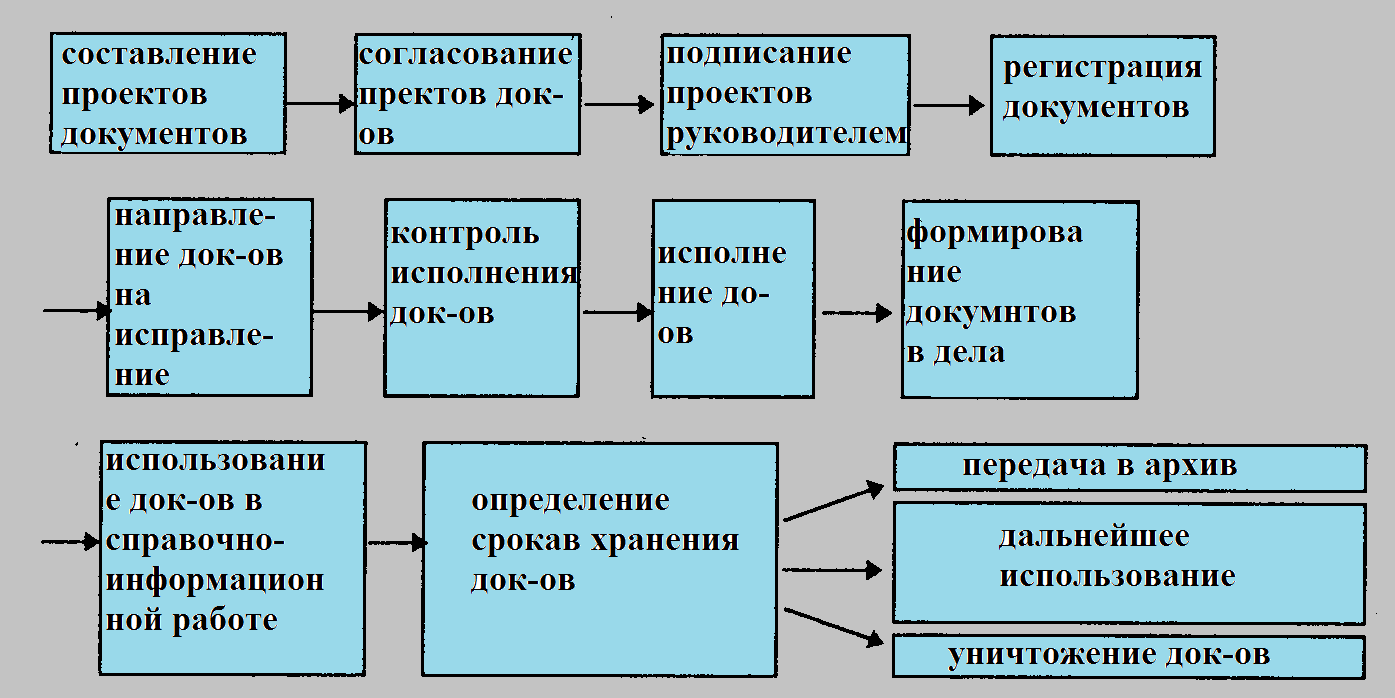 составление
проектов
документов
согласование
пректов док-
ов
подписание
проектов
руководителем
регистрация
документов
направле-
ние док-ов
на
исправле-
ние
контроль
исполнения
док-ов
исполне
ние до-
ов
формирова
ние
докумнтов
в дела
использовани
е док-ов в
справочно-
информацион
ной работе
определение
срокав хранения
док-ов
передача в архив
дальнейшее
использование
уничтожение док-ов